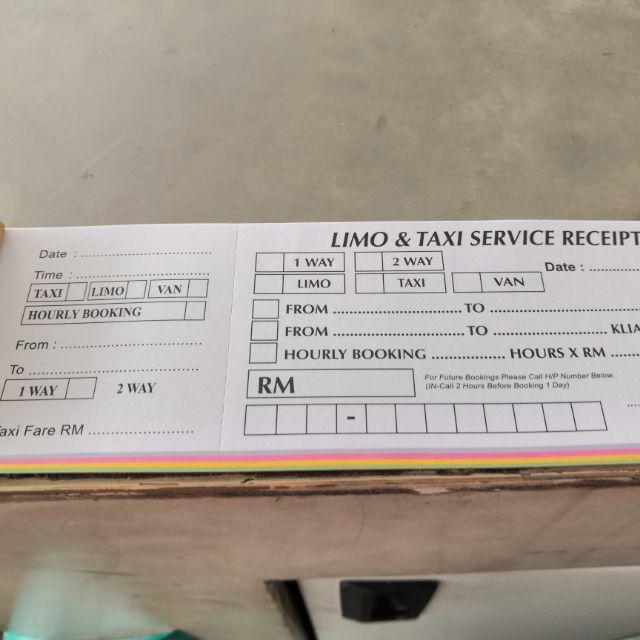 Date : ..........................................
Time : ..........................................
TAXI LIMO VAN
HOURLY BOOKING
From : ..........................................
To ..........................................
1 WAY 2 WAY
Taxi Fare RM ..........................
LIMO & TAXI SERVICE RECEIPT
1 WAY 2 WAY
Date : ..............
LIMO TAXI VAN
FROM .................................. TO ..................................
FROM .................................. TO .................................. KLIA
HOURLY BOOKING .................... HOURS X RM ..............
RM
For Future Bookings Please Call H/P Number Below.
(IN-Call 2 Hours Before Booking 1 Day)
-